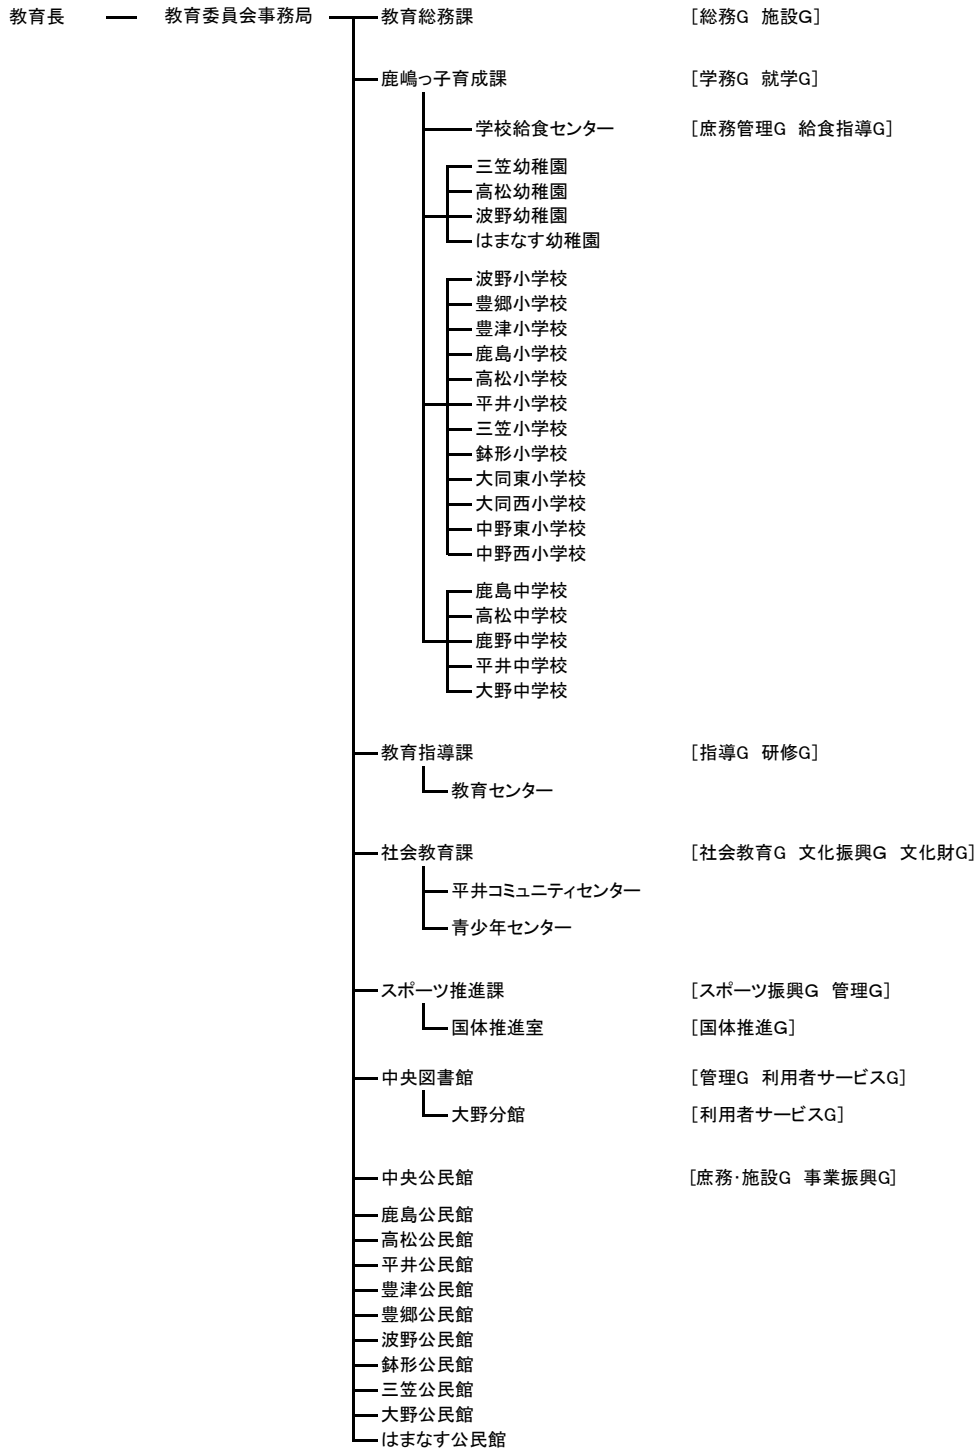 教育長 教育委員会事務局 教育総務課 [総務G 施設G]
鹿嶋っ子育成課 [学務G 就学G]
学校給食センター [庶務管理G 給食指導G]
三笠幼稚園
高松幼稚園
波野幼稚園
はまなす幼稚園
波野小学校
豊郷小学校
豊津小学校
鹿島小学校
高松小学校
平井小学校
三笠小学校
鉢形小学校
大同東小学校
大同西小学校
中野東小学校
中野西小学校
鹿島中学校
高松中学校
鹿野中学校
平井中学校
大野中学校
教育指導課 [指導G 研修G]
教育センター
社会教育課 [社会教育G 文化振興G 文化財G]
平井コミュニティセンター
青少年センター
スポーツ推進課 [スポーツ振興G 管理G]
国体推進室 [国体推進G]
中央図書館 [管理G 利用者サービスG]
大野分館 [利用者サービスG]
中央公民館 [庶務・施設G 事業振興G]
鹿島公民館
高松公民館
平井公民館
豊津公民館
豊郷公民館
波野公民館
鉢形公民館
三笠公民館
大野公民館
はまなす公民館